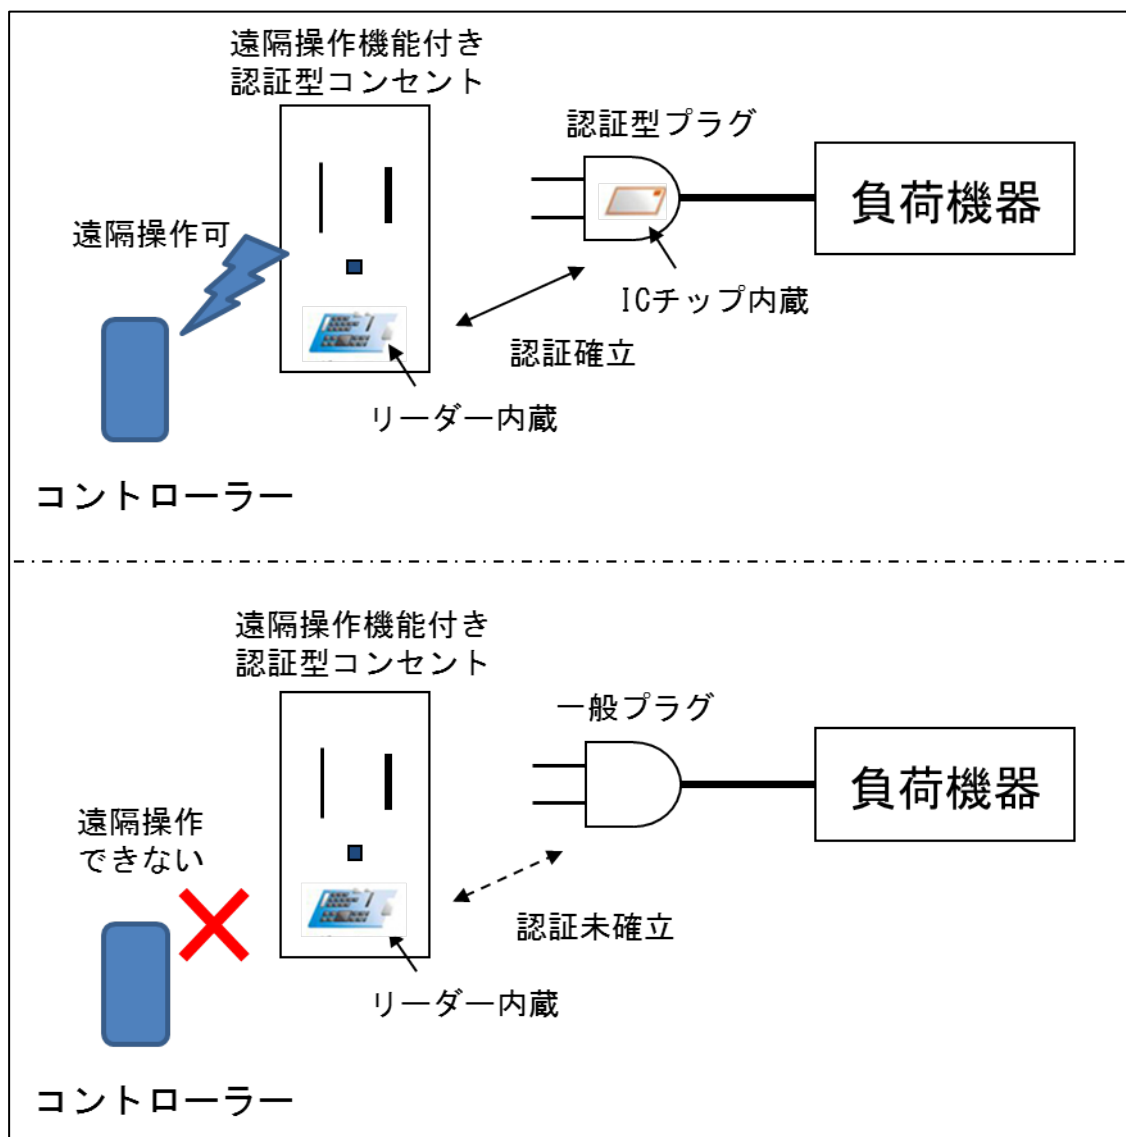 遠隔操作機能付き
認証型コンセント
認証型プラグ
負荷機器
遠隔操作可
ICチップ内蔵
認証確立
リーダー内蔵
コントローラー
遠隔操作機能付き
認証型コンセント
一般プラグ
負荷機器
遠隔操作
できない
認証未確立
リーダー内蔵
コントローラー